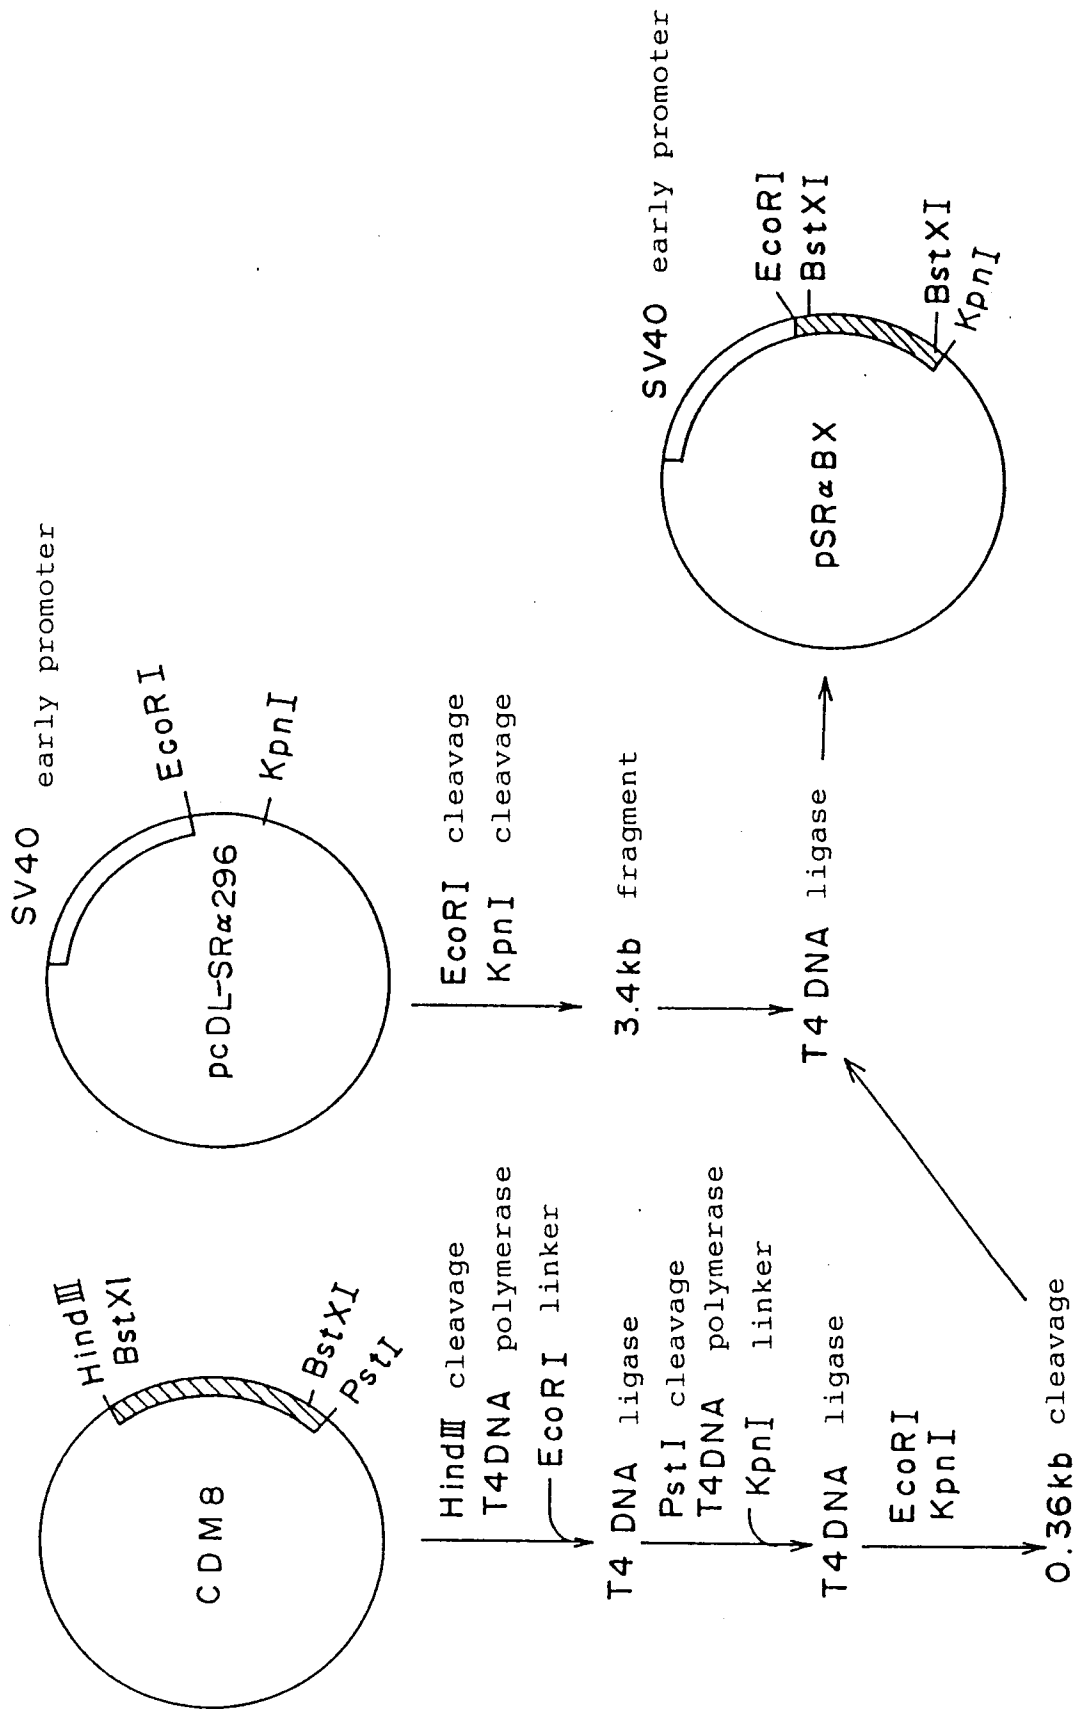 CDM8
HindⅢ
BstXI
BstXI
PstI
HindⅢ cleavage
T4DNA polymerase
EcoRI linker
T4 DNA ligase
PstI cleavage
T4DNA polymerase
KpnI linker
T4 DNA ligase
EcoRI
KpnI
0.36kb cleavage
SV40 early promoter
pcDL-SRα296
EcoRI
KpnI
EcoRI cleavage
KpnI cleavage
3.4kb fragment
T4 DNA ligase
SV40 early promoter
pSRαBX
EcoRI
BstXI
BstXI
KpnI